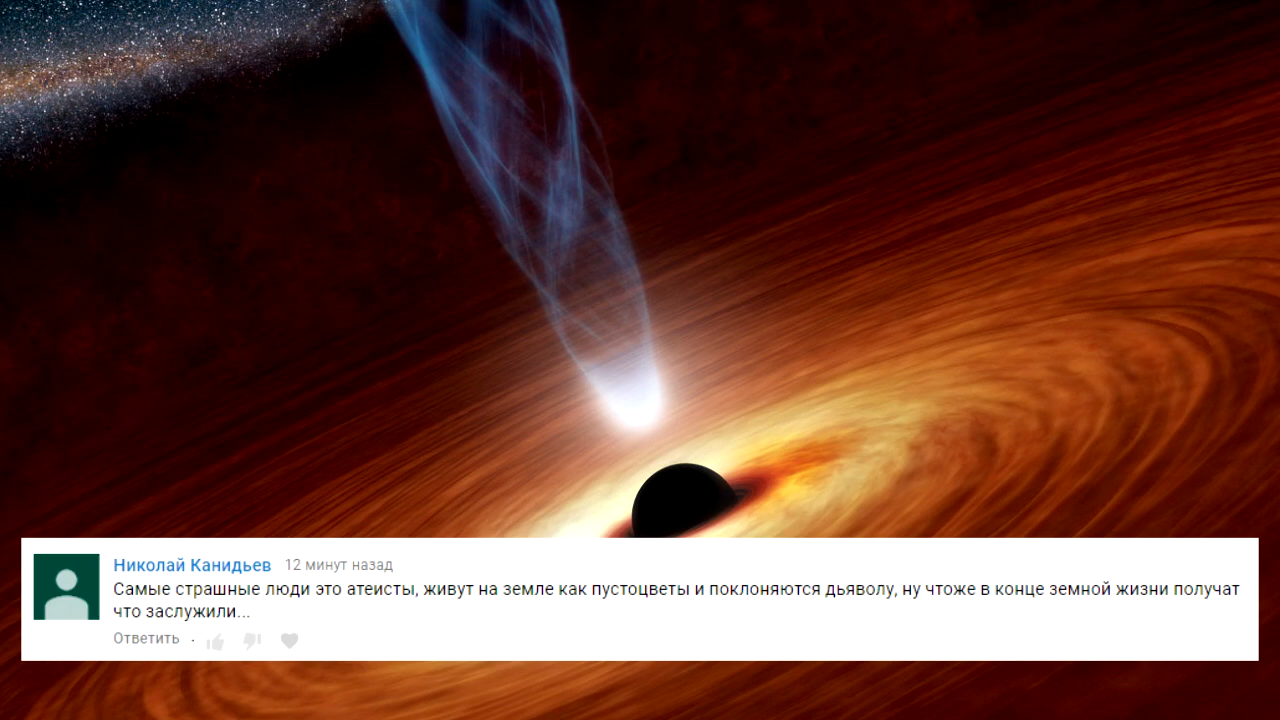 Николай Канидьев 12 минут назад
Самые страшные люди это атеисты, живут на земле как пустоцветы и поклоняются дьяволу, ну чтоже в конце земной жизни получат
что заслужили...
Ответить ·